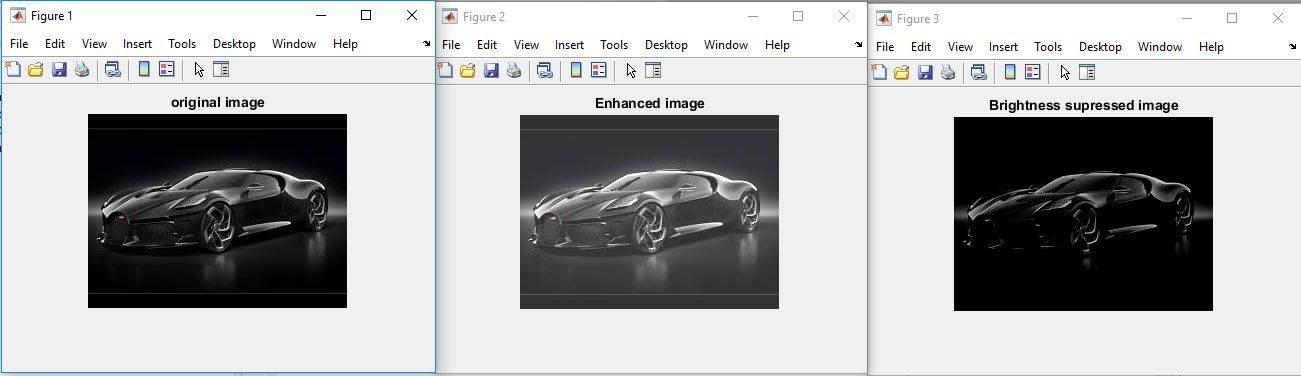 Figure 1
File Edit View Insert Tools Desktop Window Help
original image
Figure 2
File Edit View Insert Tools Desktop Window Help
Enhanced image
Figure 3
File Edit View Insert Tools Desktop Window Help
Brightness supressed image